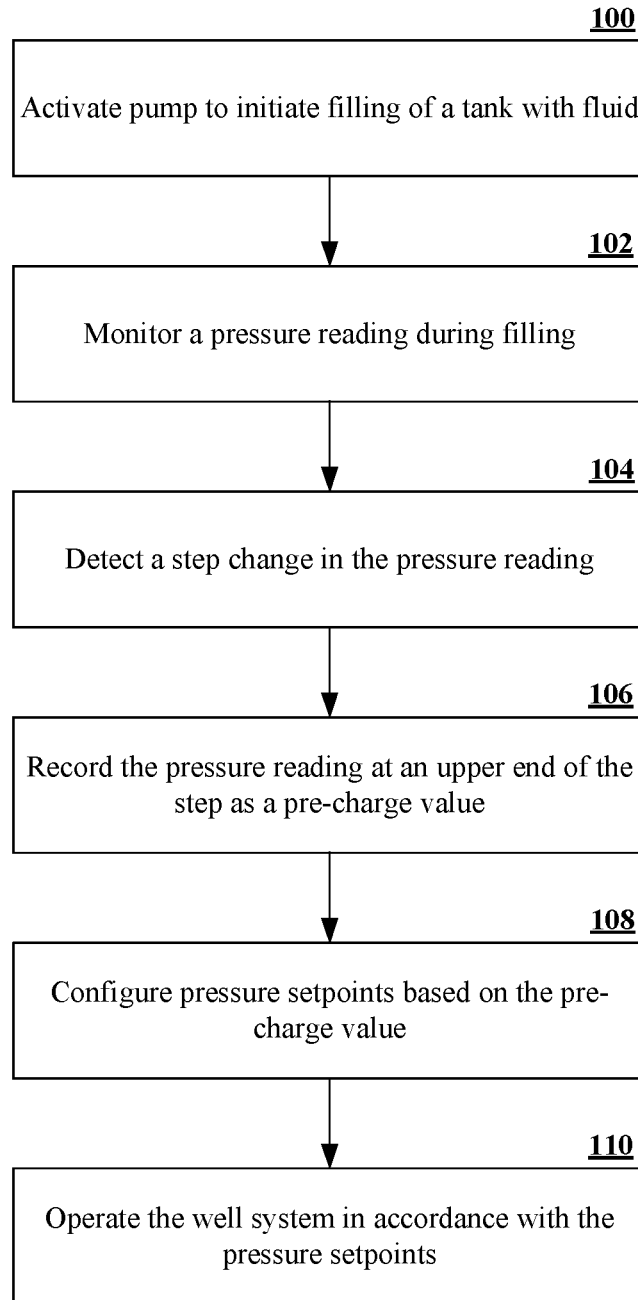 100
Activate pump to initiate filling of a tank with fluid
102
Monitor a pressure reading during filling
104
Detect a step change in the pressure reading
106
Record the pressure reading at an upper end of the
step as a pre-charge value
108
Configure pressure setpoints based on the pre-
charge value
110
Operate the well system in accordance with the
pressure setpoints